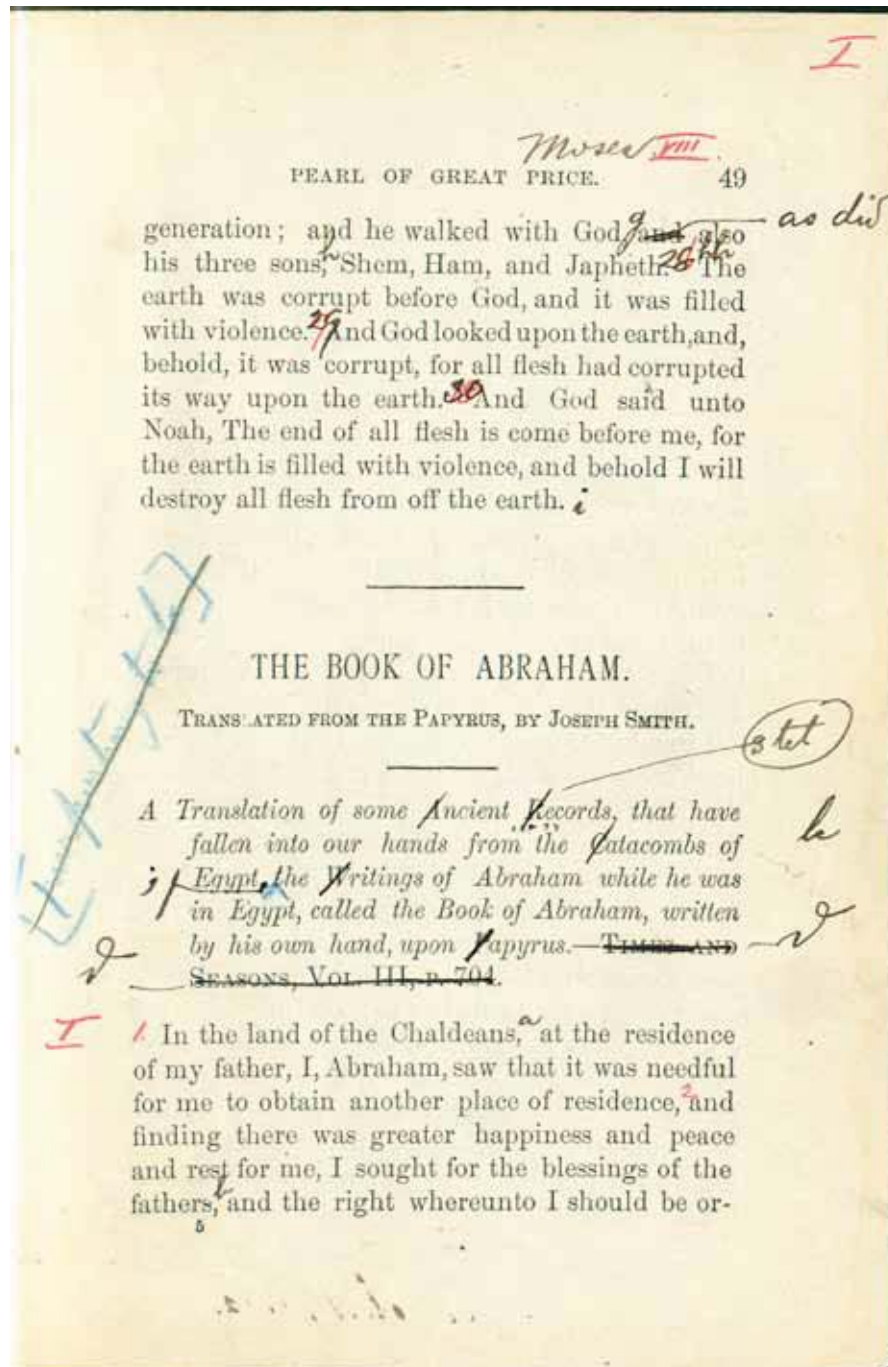 I
Moses VIII.
PEARL OF GREAT PRICE. 49
generation; and he walked with God, g and also as did
his three sons, h Shem, Ham, and Japheth. 28 The
earth was corrupt before God, and it was filled
with violence. 29 And God looked upon the earth, and,
behold, it was corrupt, for all flesh had corrupted
its way upon the earth. 30 And God said unto
Noah, The end of all flesh is come before me, for
the earth is filled with violence, and behold I will
destroy all flesh from off the earth. i
THE BOOK OF ABRAHAM.
TRANSLATED FROM THE PAPYRUS, BY JOSEPH SMITH.
stet
A Translation of some Ancient Records, that have
fallen into our hands from the Catacombs of
Egypt, the Writings of Abraham while he was
in Egypt, called the Book of Abraham, written
by his own hand, upon Papyrus.—TIMES AND
SEASONS, VOL. III, P. 704.
I 1. In the land of the Chaldeans, a at the residence
of my father, I, Abraham, saw that it was needful
for me to obtain another place of residence, 2 and
finding there was greater happiness and peace
and rest for me, I sought for the blessings of the
fathers, b and the right whereunto I should be or-